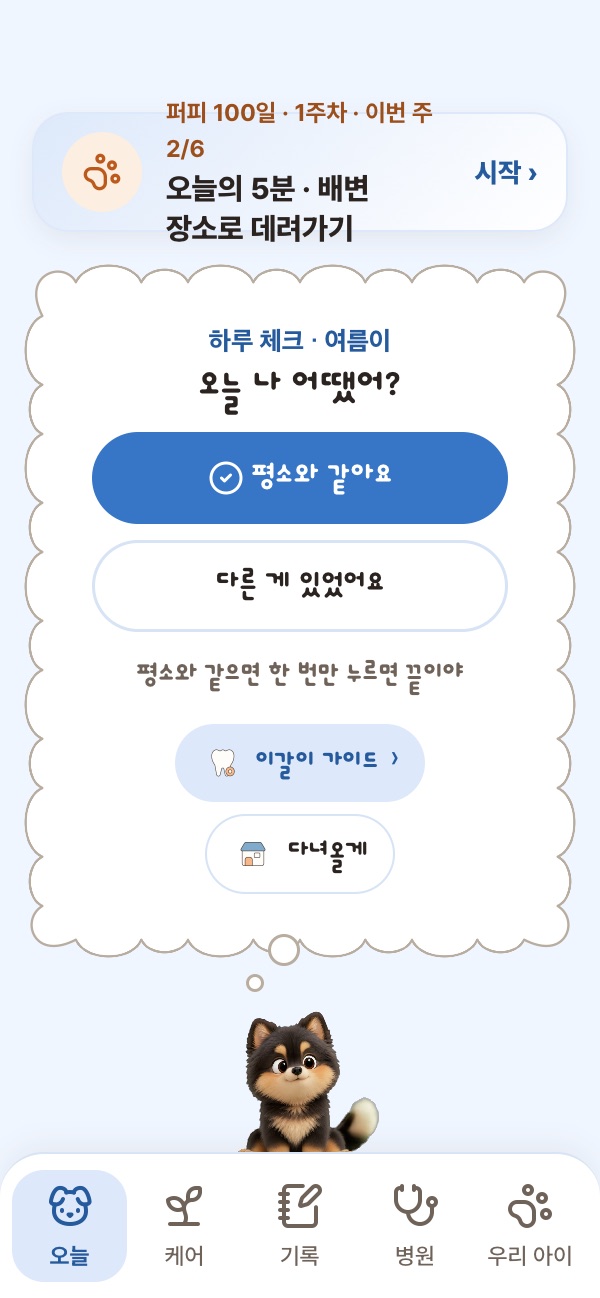 퍼피 100일 · 1주차 · 이번 주
2/6
오늘의 5분 · 배변
장소로 데려가기
시작 ›
하루 체크 · 여름이
오늘 나 어땠어?
평소와 같아요
다른 게 있었어요
평소와 같으면 한 번만 누르면 끝이야
이갈이 가이드 ›
다녀올게
오늘
케어
기록
병원
우리 아이